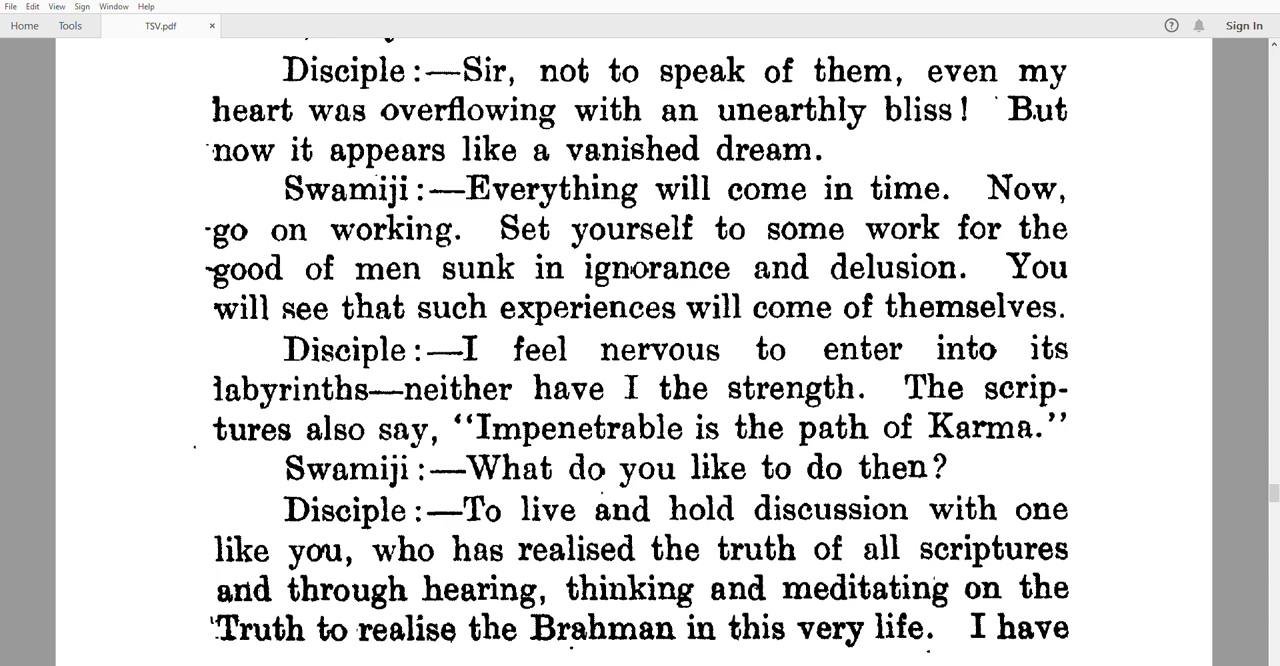 File Edit View Sign Window Help
Home Tools TSV.pdf × ? Sign In
Disciple:—Sir, not to speak of them, even my
heart was overflowing with an unearthly bliss! But
now it appears like a vanished dream.
Swamiji:—Everything will come in time. Now,
go on working. Set yourself to some work for the
good of men sunk in ignorance and delusion. You
will see that such experiences will come of themselves.
Disciple:—I feel nervous to enter into its
labyrinths—neither have I the strength. The scrip-
tures also say, “Impenetrable is the path of Karma.”
Swamiji:—What do you like to do then?
Disciple:—To live and hold discussion with one
like you, who has realised the truth of all scriptures
and through hearing, thinking and meditating on the
Truth to realise the Brahman in this very life. I have